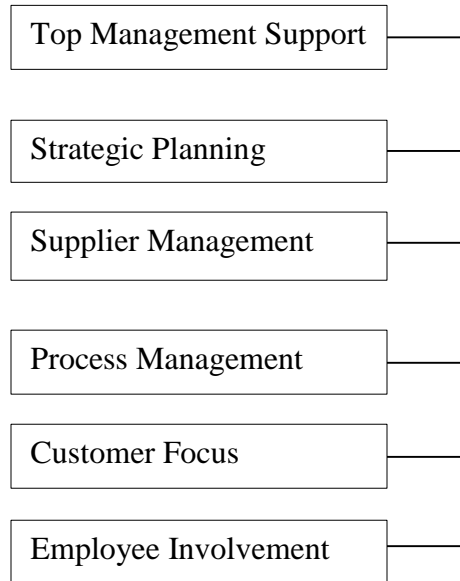 Top Management Support
Strategic Planning
Supplier Management
Process Management
Customer Focus
Employee Involvement